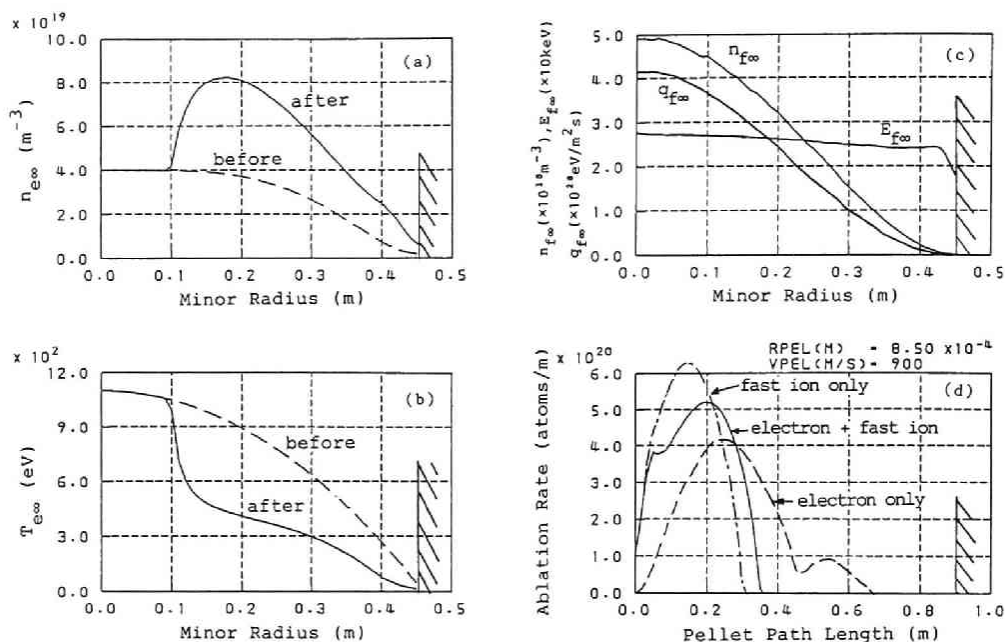 x 10^19
10.0
8.0
6.0
4.0
2.0
0.0
n_e∞ (m^-3)
(a)
after
before
0.0 0.1 0.2 0.3 0.4 0.5
Minor Radius (m)
5.0
4.0
3.0
2.0
1.0
0.0
q_f∞(×10^20eV/m^2s)
(c)
n_f∞
q_f∞
E_f∞
0.0 0.1 0.2 0.3 0.4 0.5
Minor Radius (m)
x 10^2
12.0
9.0
6.0
3.0
0.0
T_e∞ (eV)
(b)
before
after
0.0 0.1 0.2 0.3 0.4 0.5
Minor Radius (m)
RPEL(M) = 8.50 x10^-4
VPEL(M/S)= 900
x 10^20
6.0
5.0
4.0
3.0
2.0
1.0
0.0
Ablation Rate (atoms/m)
(d)
fast ion only
electron + fast ion
electron only
0.0 0.2 0.4 0.6 0.8 1.0
Pellet Path Length (m)